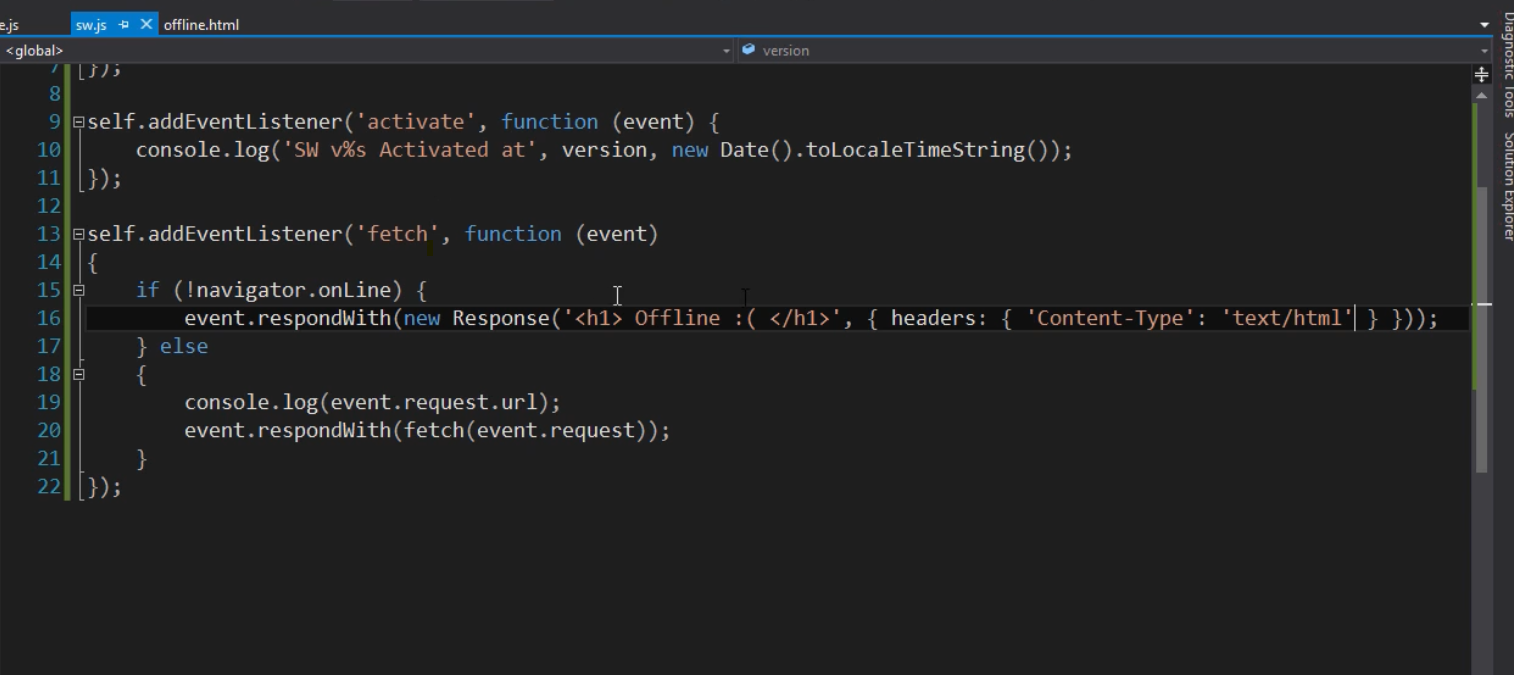 e.js sw.js offline.html
<global> version
7 });
8
9 self.addEventListener('activate', function (event) {
10 console.log('SW v%s Activated at', version, new Date().toLocaleTimeString());
11 });
12
13 self.addEventListener('fetch', function (event)
14 {
15 if (!navigator.onLine) {
16 event.respondWith(new Response('<h1> Offline :( </h1>', { headers: { 'Content-Type': 'text/html' } }));
17 } else
18 {
19 console.log(event.request.url);
20 event.respondWith(fetch(event.request));
21 }
22 });
Diagnostic Tools
Solution Explorer